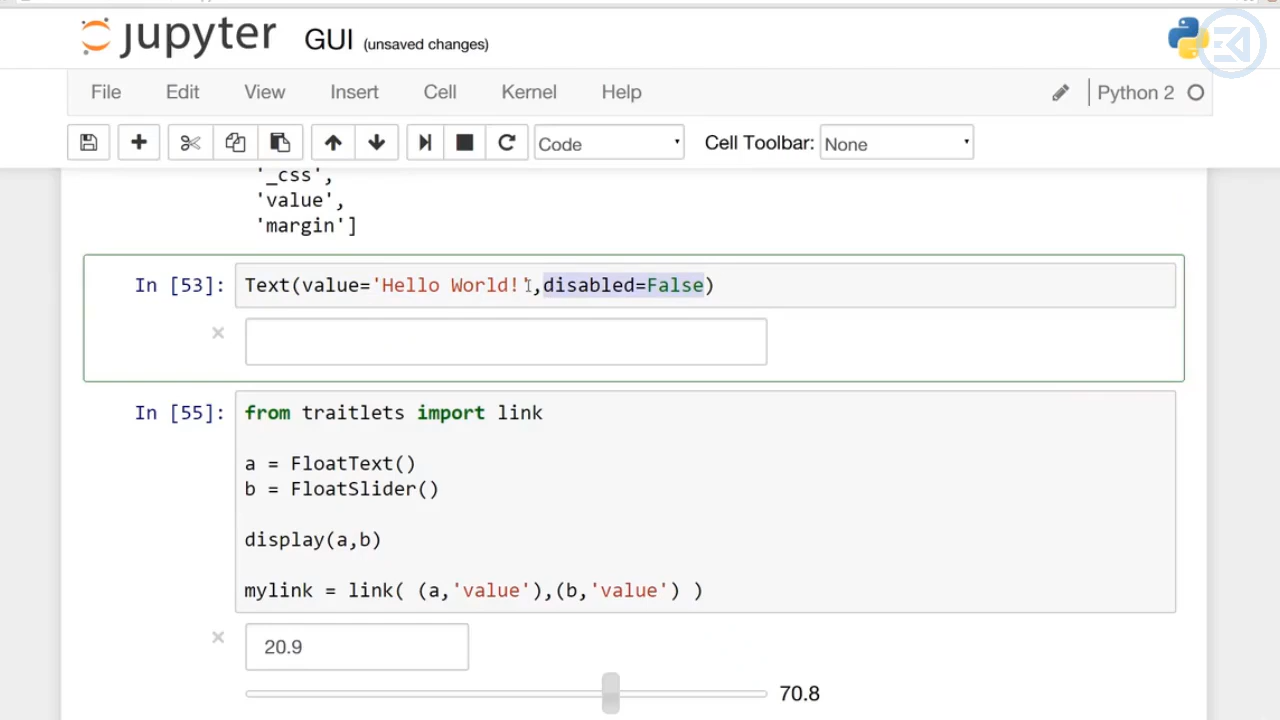 jupyter GUI (unsaved changes)
File Edit View Insert Cell Kernel Help Python 2
Code Cell Toolbar: None
'_css',
'value',
'margin']
In [53]: Text(value='Hello World!',disabled=False)
In [55]: from traitlets import link
a = FloatText()
b = FloatSlider()
display(a,b)
mylink = link( (a,'value'),(b,'value') )
20.9
70.8